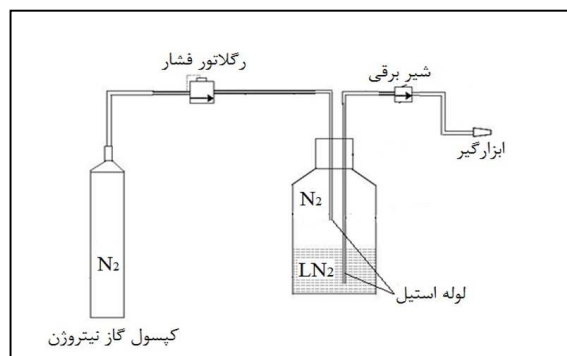 رگلاتور فشار
شیر برقی
ابزارگیر
N2
N2
LN2
لوله استیل
کپسول گاز نیتروژن